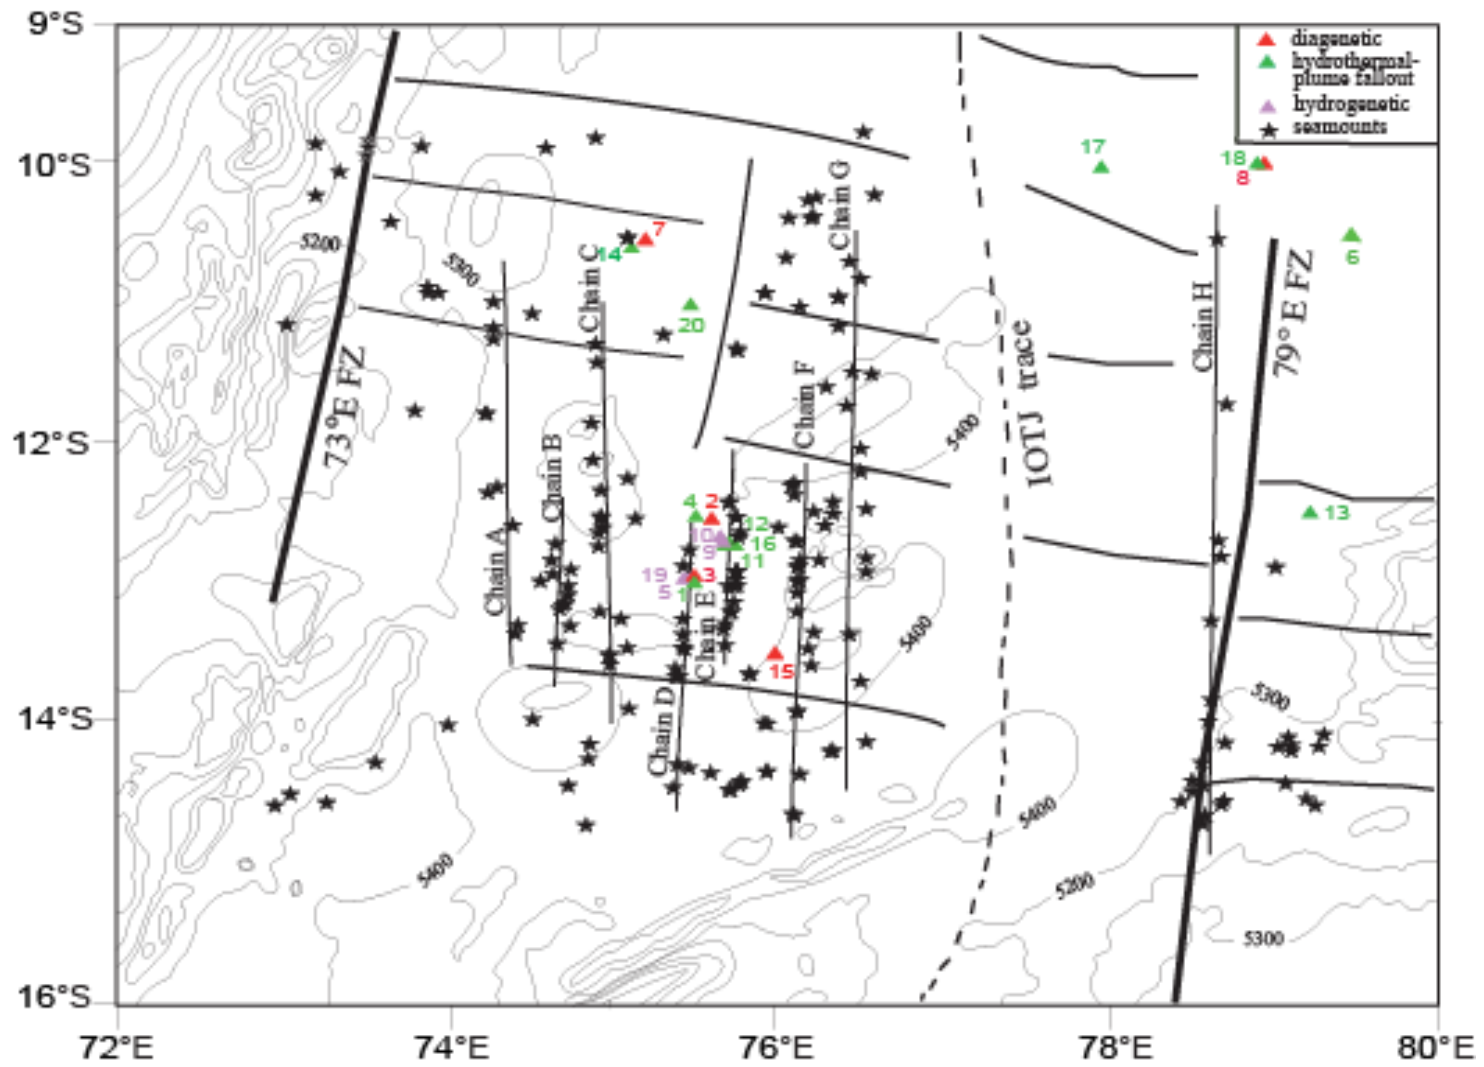 9°S
diagenetic
hydrothermal-
plume fallout
hydrogenetic
seamounts
17
18
8
10°S
Chain G
7
14
5200
5300
6
Chain C
20
Chain H
79° E FZ
IOTJ trace
73°E FZ
Chain F
5400
12°S
Chain B
4
2
12
10
16
9
11
13
Chain A
19
3
5
1
Chain E
5400
15
5300
14°S
Chain D
5400
5400
5200
5300
16°S
72°E
74°E
76°E
78°E
80°E